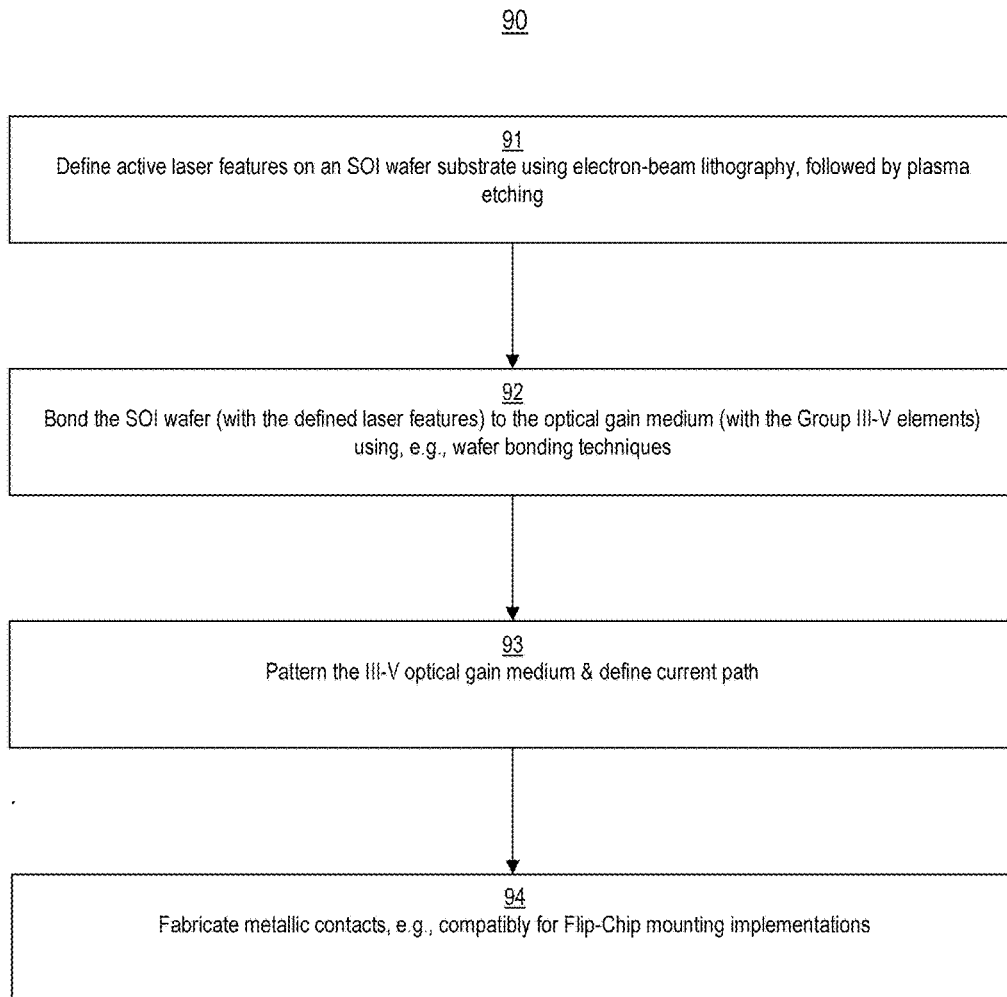 90
91
Define active laser features on an SOI wafer substrate using electron-beam lithography, followed by plasma
etching
92
Bond the SOI wafer (with the defined laser features) to the optical gain medium (with the Group III-V elements)
using, e.g., wafer bonding techniques
93
Pattern the III-V optical gain medium & define current path
94
Fabricate metallic contacts, e.g., compatibly for Flip-Chip mounting implementations